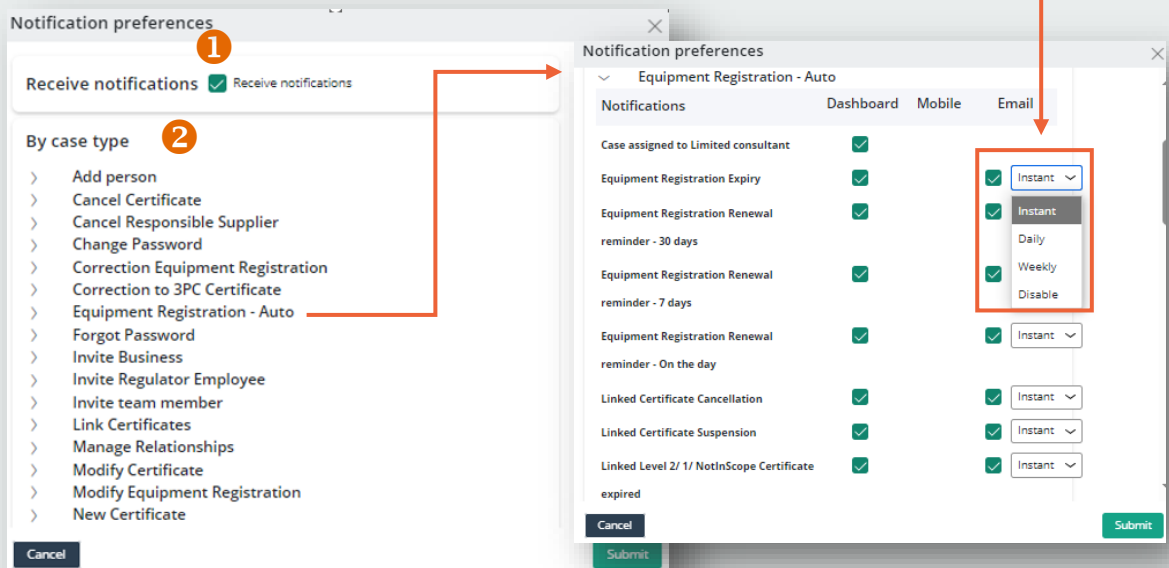 Notification preferences
1
Receive notifications Receive notifications
2
By case type
Add person
Cancel Certificate
Cancel Responsible Supplier
Change Password
Correction Equipment Registration
Correction to 3PC Certificate
Equipment Registration - Auto
Forgot Password
Invite Business
Invite Regulator Employee
Invite team member
Link Certificates
Manage Relationships
Modify Certificate
Modify Equipment Registration
New Certificate
Cancel
Submit
Notification preferences
Equipment Registration - Auto
Notifications Dashboard Mobile Email
Case assigned to Limited consultant
Equipment Registration Expiry Instant
Equipment Registration Renewal
reminder - 30 days
Equipment Registration Renewal
reminder - 7 days
Instant
Daily
Weekly
Disable
Equipment Registration Renewal Instant
reminder - On the day
Linked Certificate Cancellation Instant
Linked Certificate Suspension Instant
Linked Level 2/ 1/ NotInScope Certificate Instant
expired
Cancel
Submit